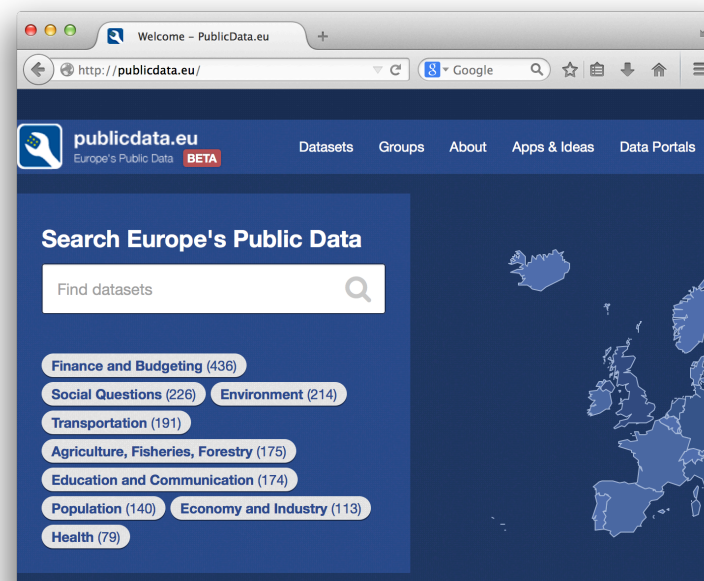 Welcome – PublicData.eu
http://publicdata.eu/
Google
publicdata.eu
Europe's Public Data BETA
Datasets Groups About Apps & Ideas Data Portals
Search Europe's Public Data
Find datasets
Finance and Budgeting (436)
Social Questions (226) Environment (214)
Transportation (191)
Agriculture, Fisheries, Forestry (175)
Education and Communication (174)
Population (140) Economy and Industry (113)
Health (79)